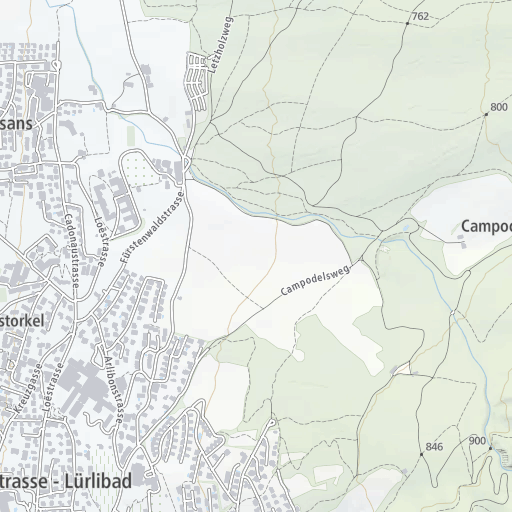 762
Letzholzweg
800
sans
Loëstrasse
Cadonaustrasse
Fürstenwaldstrasse
Campod
Campodelsweg
storkel
Kreuzgasse
Loëstrasse
Arlibonstrasse
846
900
trasse - Lürlibad